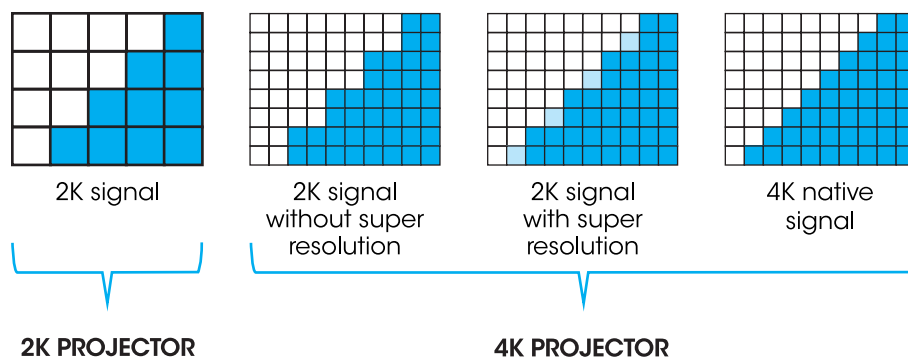 2K signal
2K signal
without super
resolution
2K signal
with super
resolution
4K native
signal
2K PROJECTOR
4K PROJECTOR